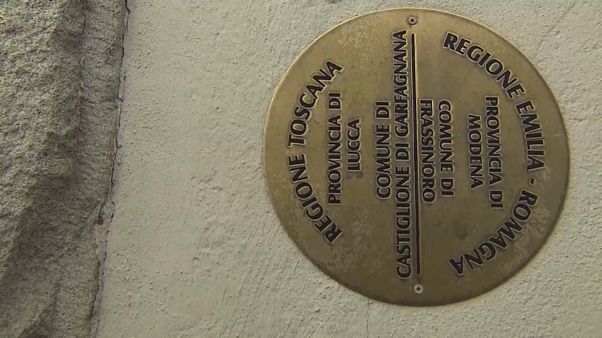 REGIONE TOSCANA
PROVINCIA DI
LUCCA
COMUNE DI
CASTIGLIONE DI GARFAGNANA
REGIONE EMILIA - ROMAGNA
PROVINCIA DI
MODENA
COMUNE DI
FRASSINORO